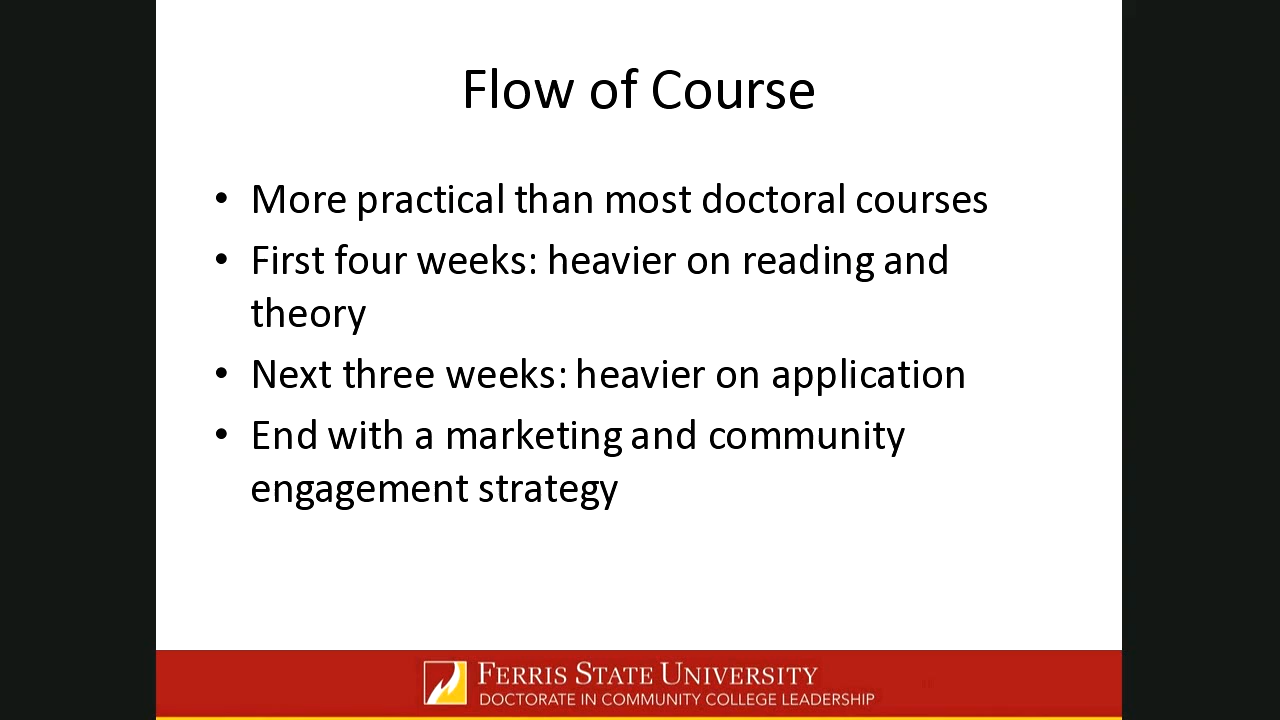 Flow of Course
• More practical than most doctoral courses
• First four weeks: heavier on reading and
theory
• Next three weeks: heavier on application
• End with a marketing and community
engagement strategy
FERRIS STATE UNIVERSITY
DOCTORATE IN COMMUNITY COLLEGE LEADERSHIP